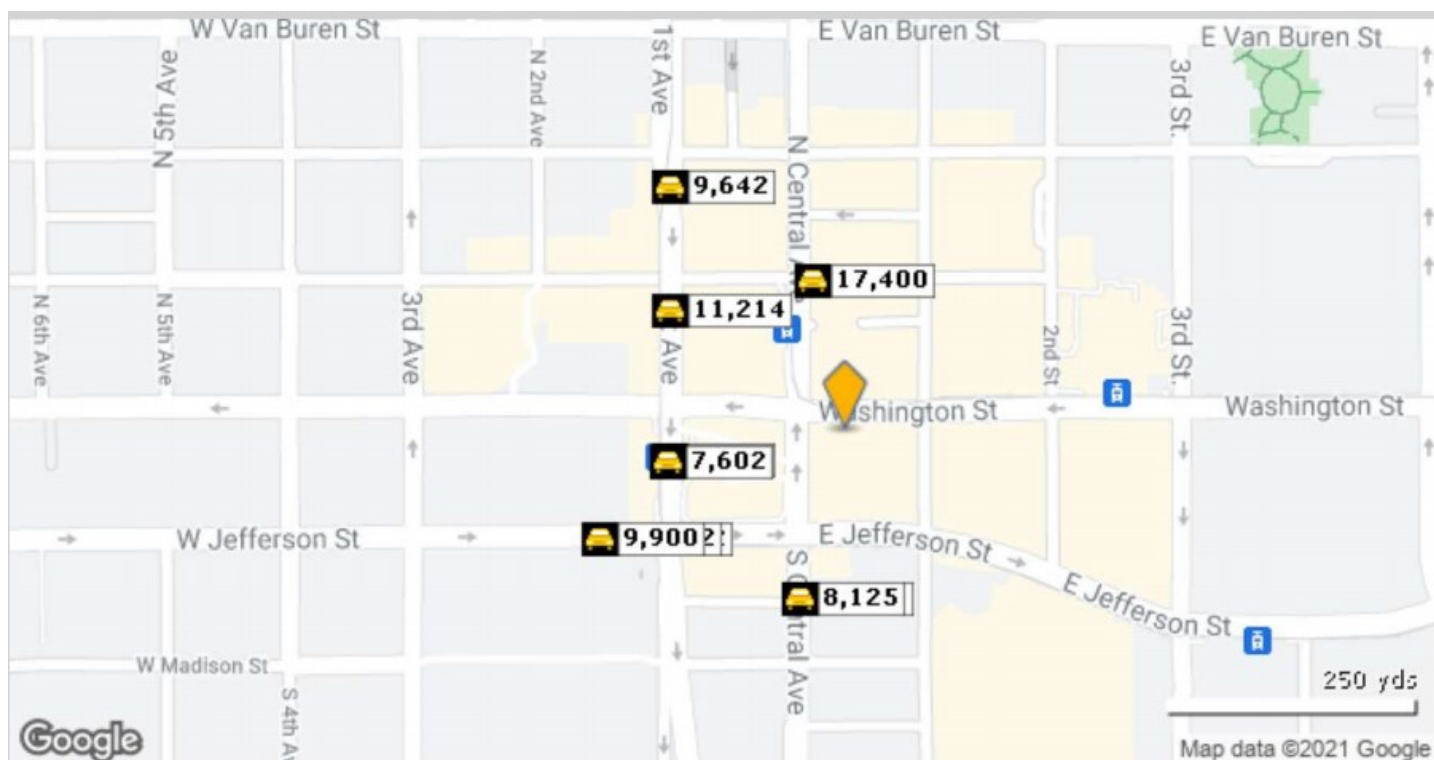 W Van Buren St
E Van Buren St
E Van Buren St
N 5th Ave
N 2nd Ave
1st Ave
3rd St.
N Central Ave
9,642
17,400
11,214
N 6th Ave
N 5th Ave
3rd Ave
Ave
2nd St
3rd St.
Washington St
Washington St
7,602
W Jefferson St
9,900
E Jefferson St
8,125
E Jefferson St
S Central Ave
W Madison St
S 4th Av
250 yds
Google
Map data ©2021 Google